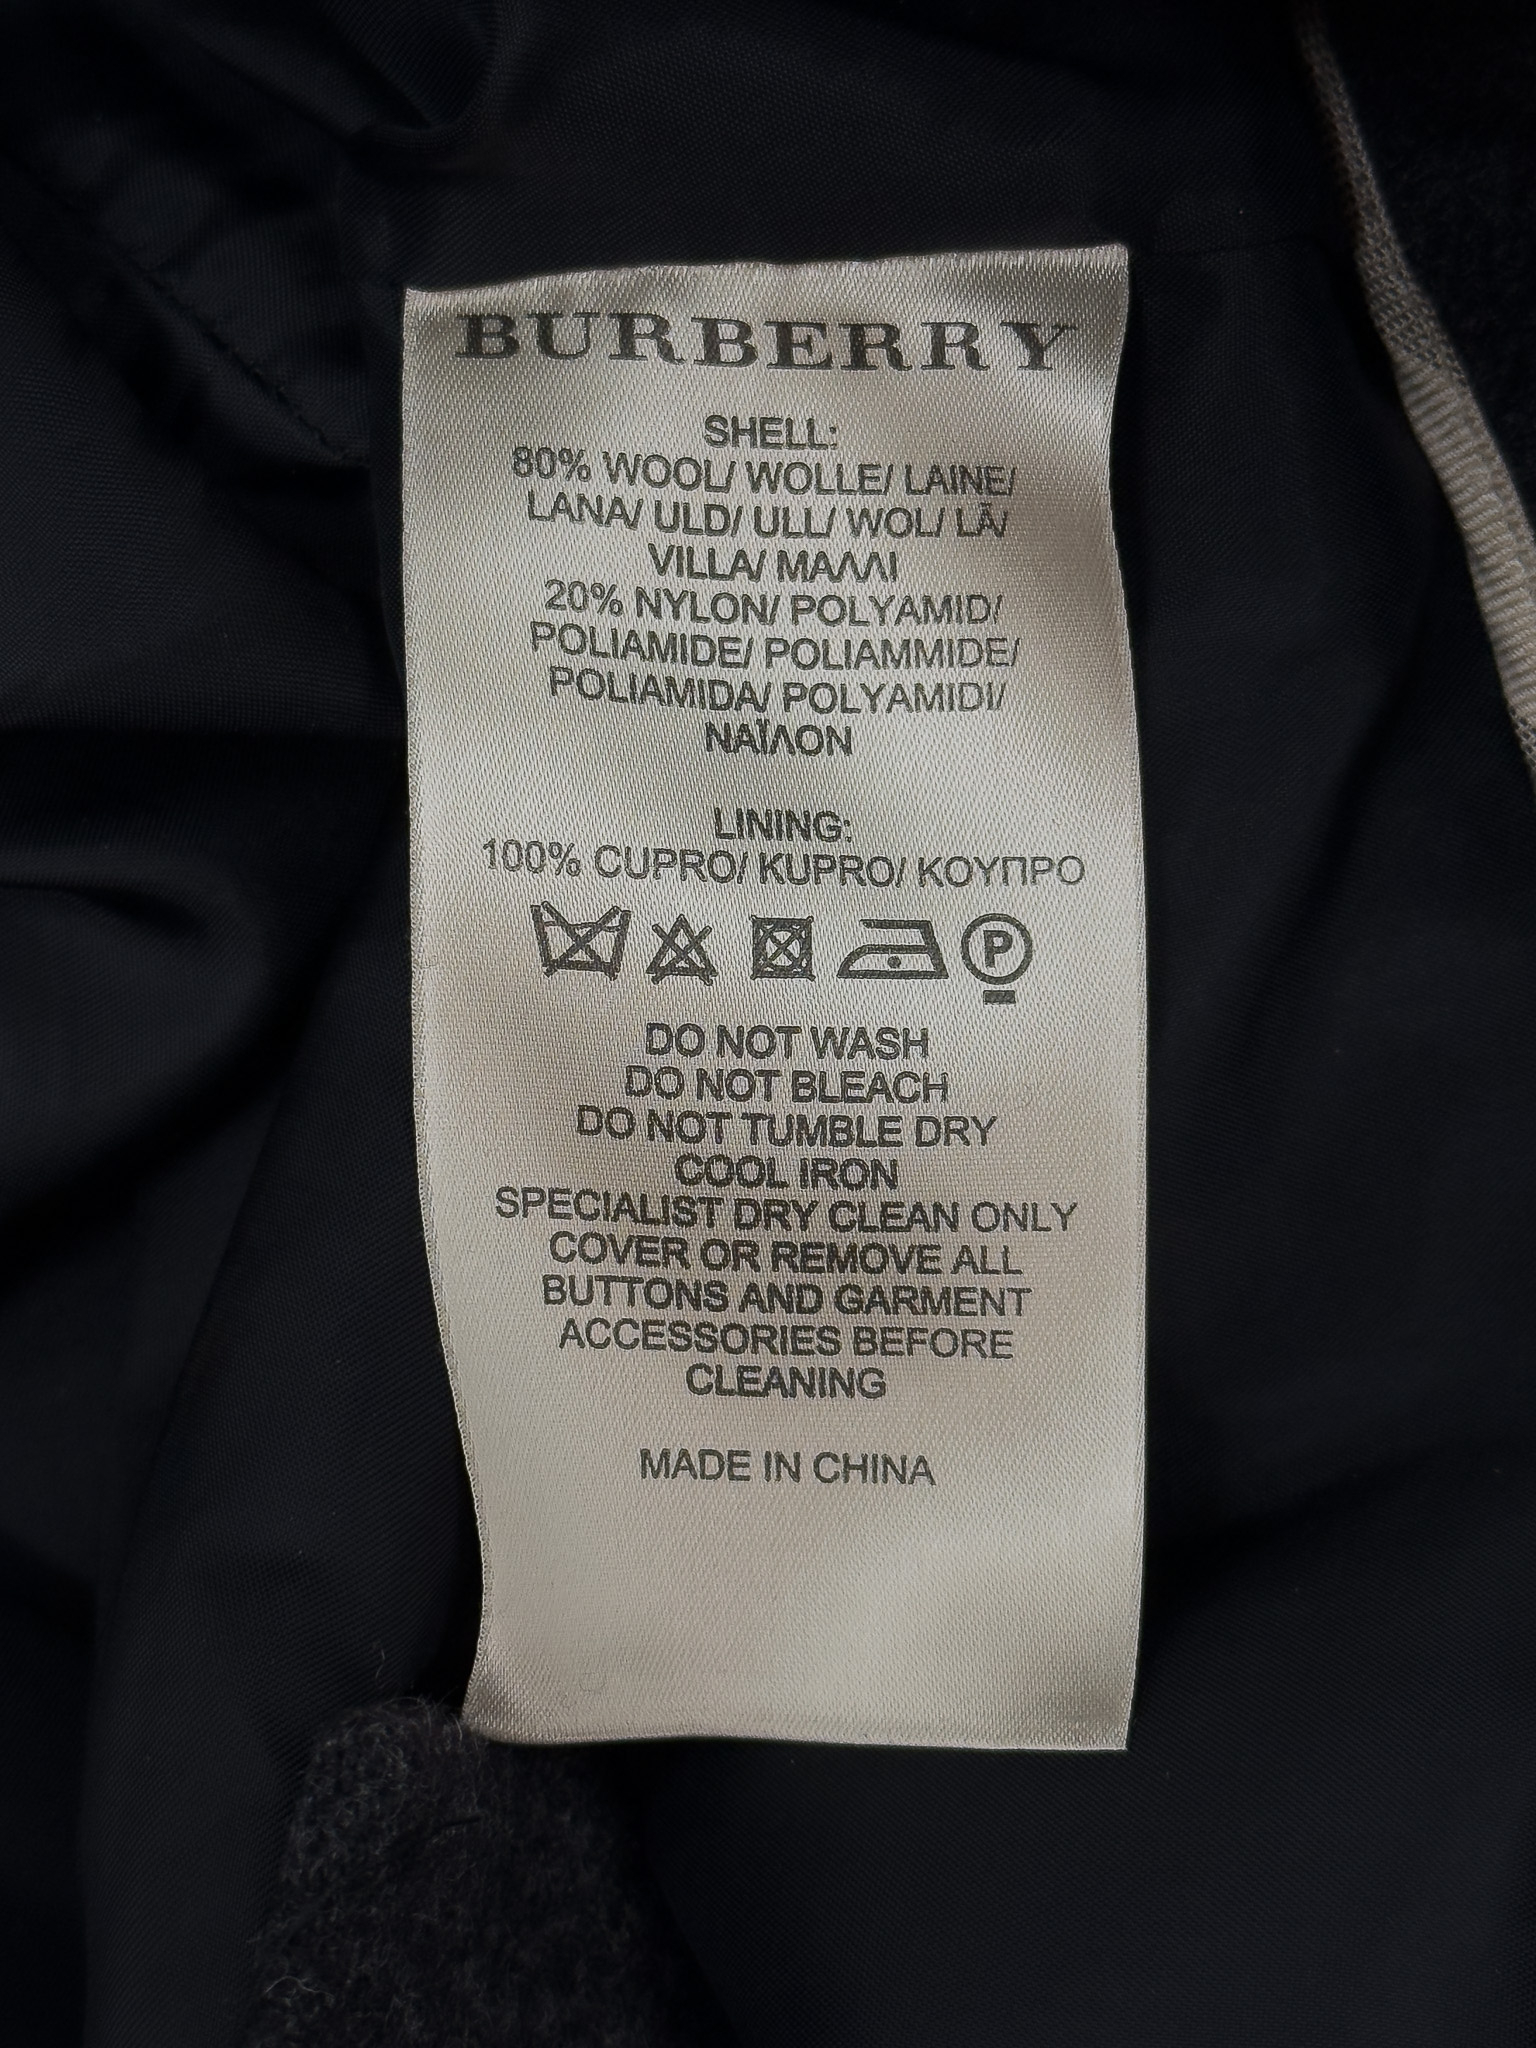 BURBERRY
SHELL:
80% WOOL/ WOLLE/ LAINE/
LANA/ ULD/ ULL/ WOL/ LÃ/
VILLA/ ΜΑΛΛΙ
20% NYLON/ POLYAMID/
POLIAMIDE/ POLIAMMIDE/
POLIAMIDA/ POLYAMIDI/
ΝΑΪΛΟΝ
LINING:
100% CUPRO/ KUPRO/ ΚΟΥΠΡΟ
P
DO NOT WASH
DO NOT BLEACH
DO NOT TUMBLE DRY
COOL IRON
SPECIALIST DRY CLEAN ONLY
COVER OR REMOVE ALL
BUTTONS AND GARMENT
ACCESSORIES BEFORE
CLEANING
MADE IN CHINA